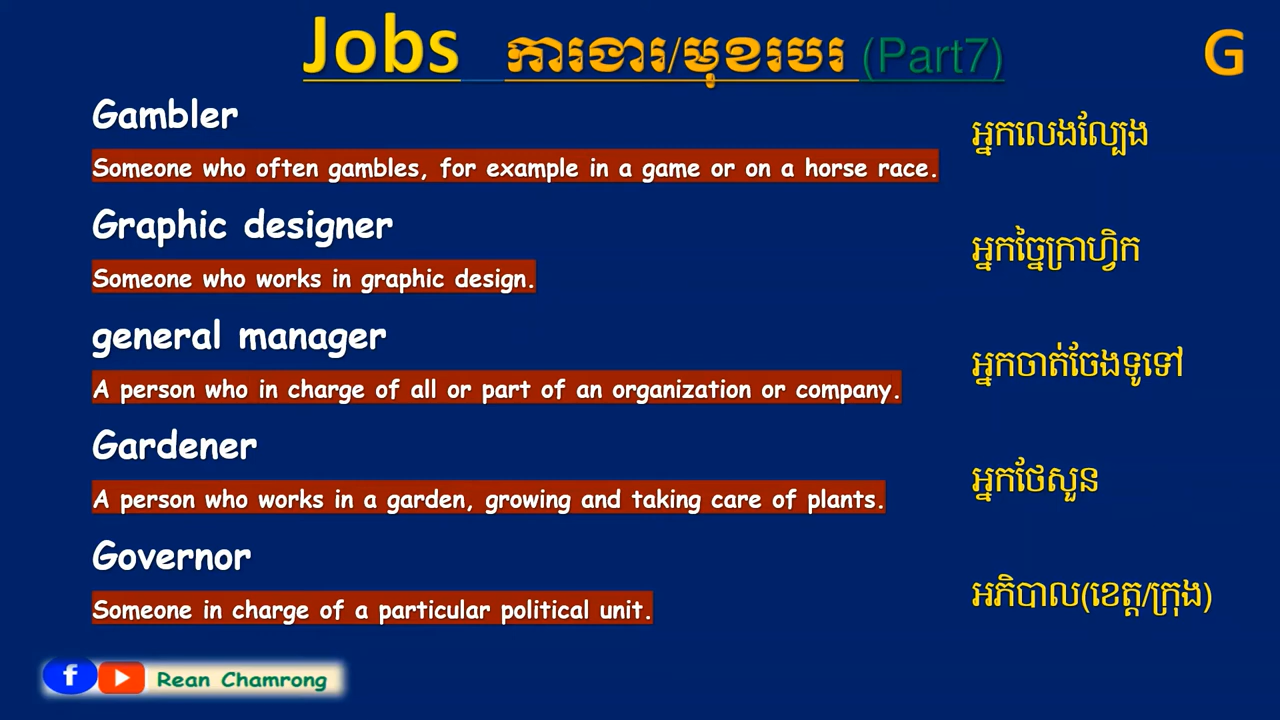 Jobs ការងារ/មុខរបរ (Part7) G
Gambler
អ្នកលេងល្បែង
Someone who often gambles, for example in a game or on a horse race.
Graphic designer
អ្នកច្នៃក្រាហ្វិក
Someone who works in graphic design.
general manager
អ្នកចាត់ចែងទូទៅ
A person who in charge of all or part of an organization or company.
Gardener
អ្នកថែសួន
A person who works in a garden, growing and taking care of plants.
Governor
អភិបាល(ខេត្ត/ក្រុង)
Someone in charge of a particular political unit.
f Rean Chamrong